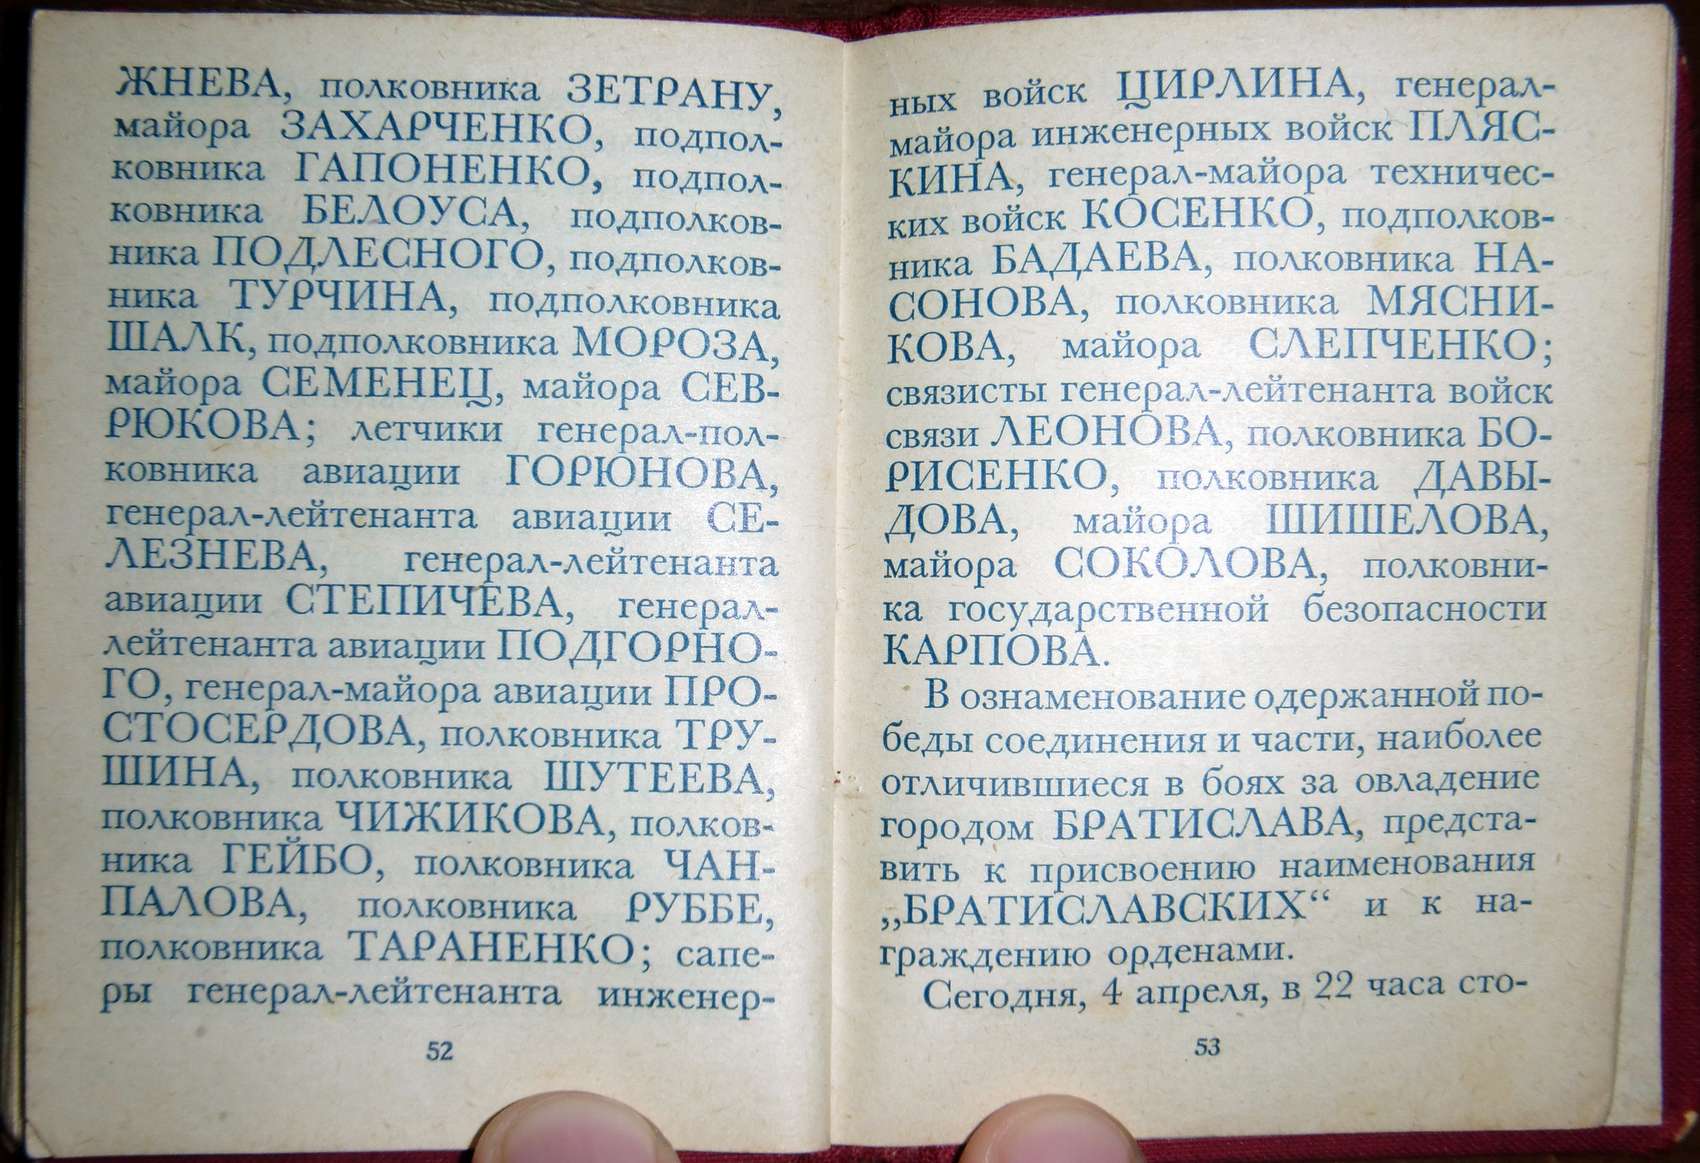 ЖНЕВА, полковника ЗЕТРАНУ,
майора ЗАХАРЧЕНКО, подпол-
ковника ГАПОНЕНКО, подпол-
ковника БЕЛОУСА, подполков-
ника ПОДЛЕСНОГО, подполков-
ника ТУРЧИНА, подполковника
ШАЛК, подполковника МОРОЗА,
майора СЕМЕНЕЦ, майора СЕВ-
РЮКОВА; летчики генерал-пол-
ковника авиации ГОРЮНОВА,
генерал-лейтенанта авиации СЕ-
ЛЕЗНЕВА, генерал-лейтенанта
авиации СТЕПИЧЕВА, генерал-
лейтенанта авиации ПОДГОРНО-
ГО, генерал-майора авиации ПРО-
СТОСЕРДОВА, полковника ТРУ-
ШИНА, полковника ШУТЕЕВА,
полковника ЧИЖИКОВА, полков-
ника ГЕЙБО, полковника ЧАН-
ПАЛОВА, полковника РУББЕ,
полковника ТАРАНЕНКО; сапе-
ры генерал-лейтенанта инженер-
52
ных войск ЦИРЛИНА, генерал-
майора инженерных войск ПЛЯС-
КИНА, генерал-майора техничес-
ких войск КОСЕНКО, подполков-
ника БАДАЕВА, полковника НА-
СОНОВА, полковника МЯСНИ-
КОВА, майора СЛЕПЧЕНКО;
связисты генерал-лейтенанта войск
связи ЛЕОНОВА, полковника БО-
РИСЕНКО, полковника ДАВЫ-
ДОВА, майора ШИШЕЛОВА,
майора СОКОЛОВА, полковни-
ка государственной безопасности
КАРПОВА.
В ознаменование одержанной по-
беды соединения и части, наиболее
отличившиеся в боях за овладение
городом БРАТИСЛАВА, предста-
вить к присвоению наименования
„БРАТИСЛАВСКИХ“ и к на-
граждению орденами.
Сегодня, 4 апреля, в 22 часа сто-
53